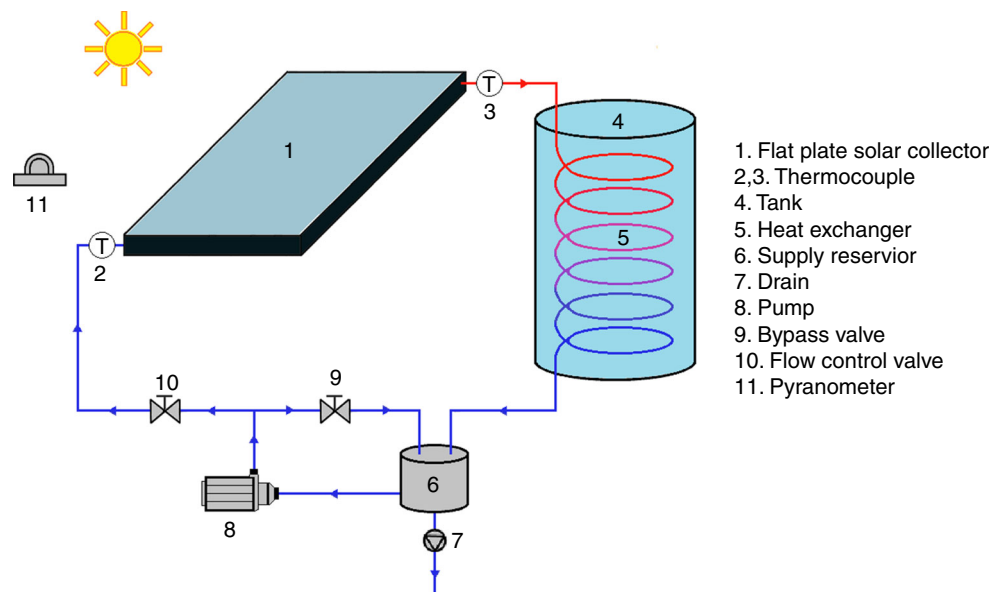 T
3
4
1
11
5
T
2
10
9
6
8
7
1. Flat plate solar collector
2,3. Thermocouple
4. Tank
5. Heat exchanger
6. Supply reservior
7. Drain
8. Pump
9. Bypass valve
10. Flow control valve
11. Pyranometer